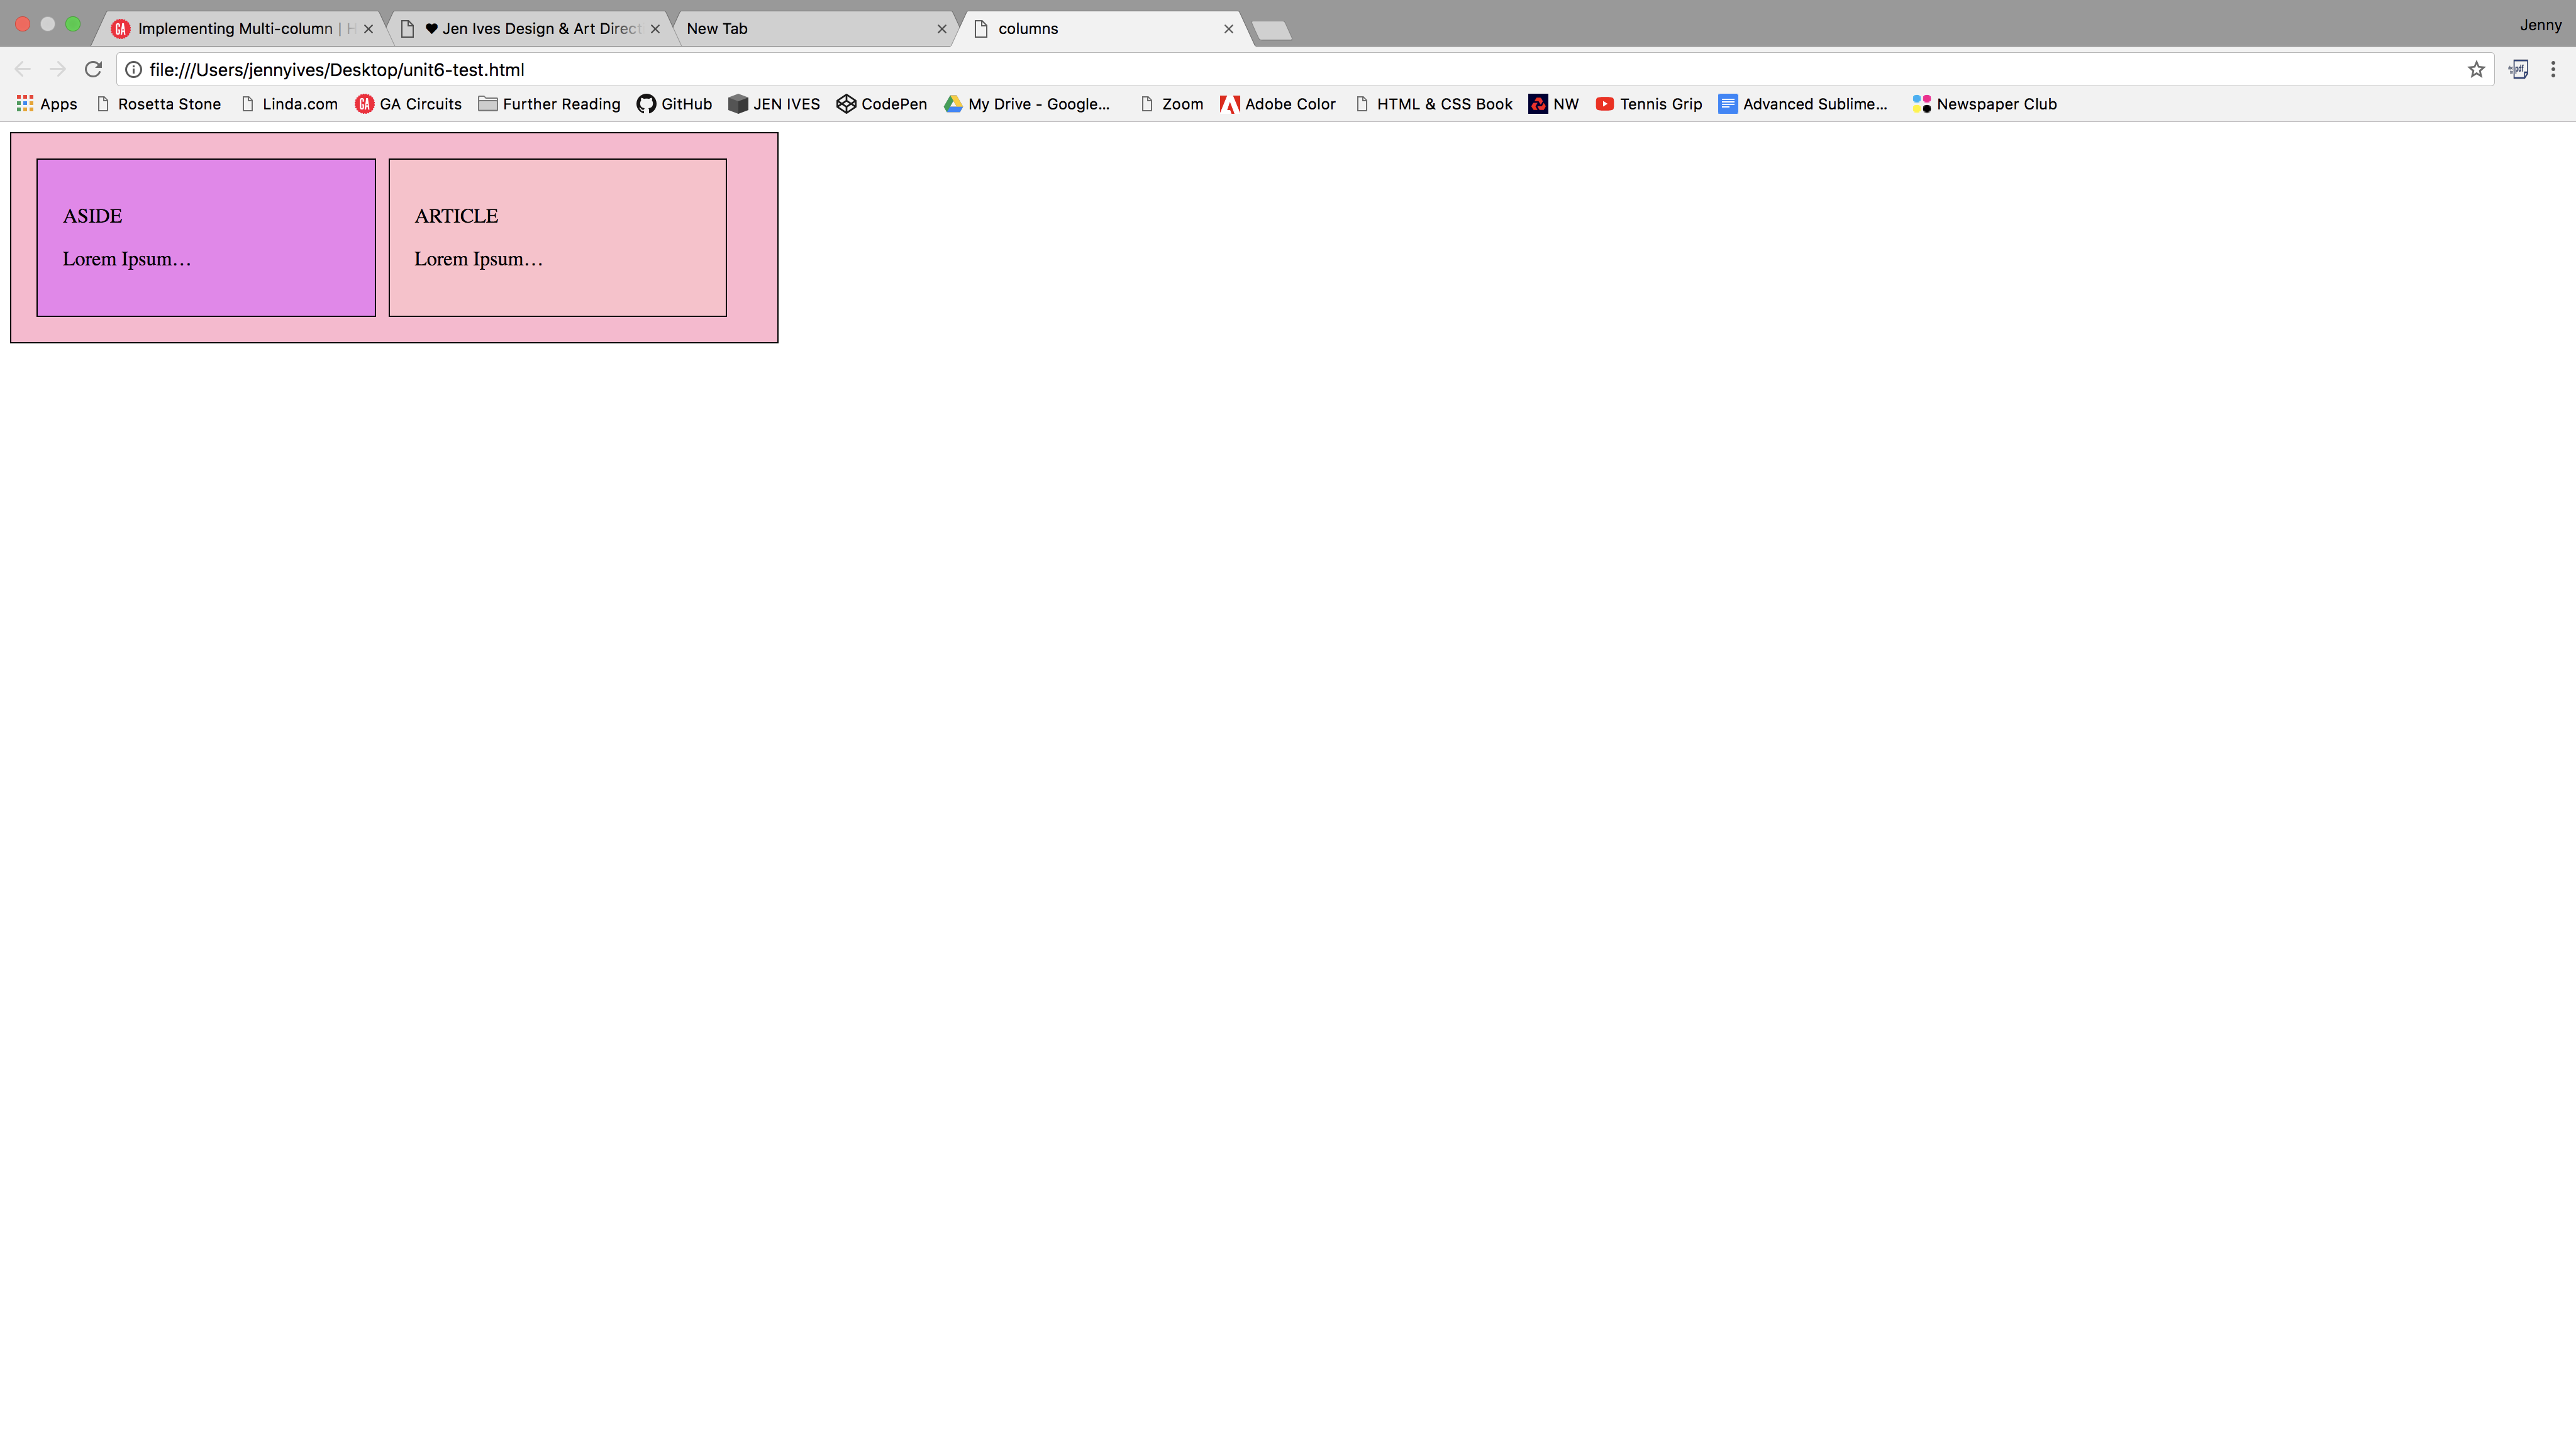 Implementing Multi-column | H
♥ Jen Ives Design & Art Direct
New Tab
columns
Jenny
file:///Users/jennyives/Desktop/unit6-test.html
Apps
Rosetta Stone
Linda.com
GA Circuits
Further Reading
GitHub
JEN IVES
CodePen
My Drive - Google...
Zoom
Adobe Color
HTML & CSS Book
NW
Tennis Grip
Advanced Sublime...
Newspaper Club
ASIDE
Lorem Ipsum…
ARTICLE
Lorem Ipsum…